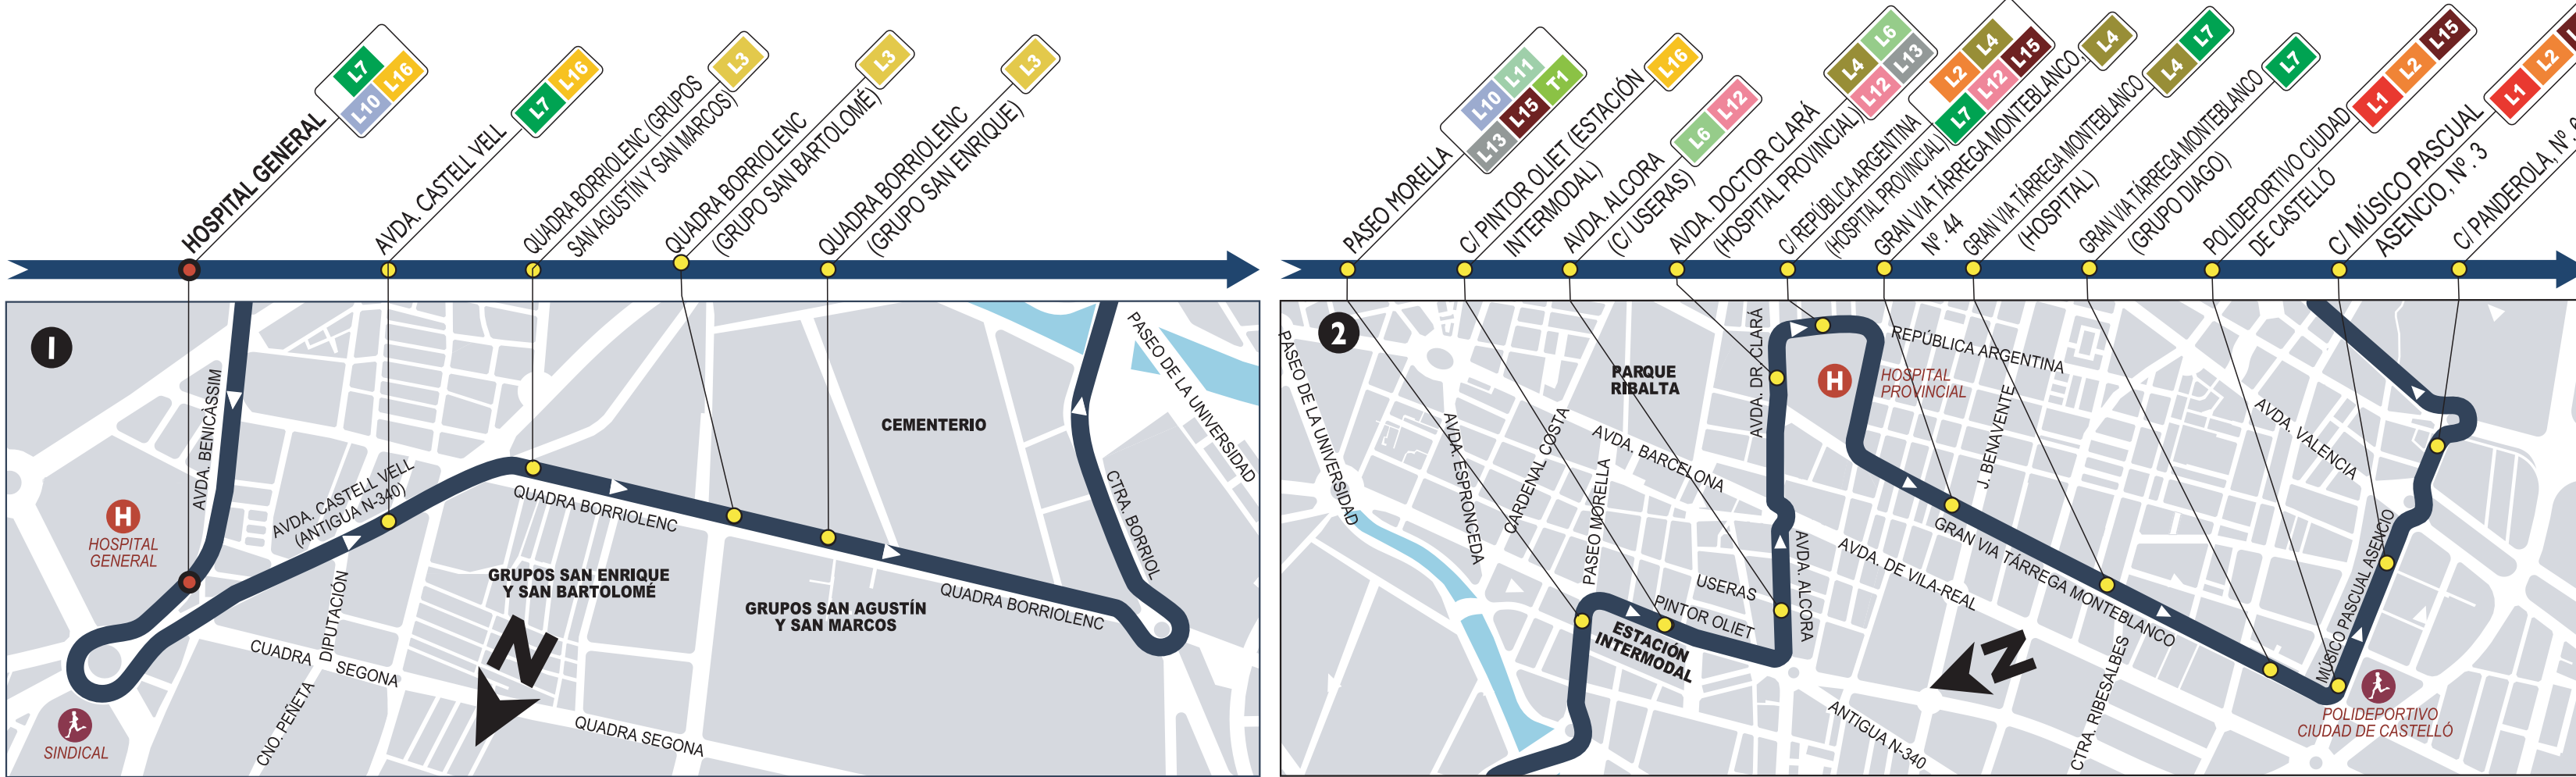 HOSPITAL GENERAL
L7
L10 L16
AVDA. CASTELL VELL
L7 L16
QUADRA BORRIOLENC (GRUPOS
SAN AGUSTÍN Y SAN MARCOS)
L3
QUADRA BORRIOLENC
(GRUPO SAN BARTOLOMÉ)
L3
QUADRA BORRIOLENC
(GRUPO SAN ENRIQUE)
L3
PASEO MORELLA
L10 L11
L13 L15 T1
C/ PINTOR OLIET (ESTACIÓN
INTERMODAL)
L16
AVDA. ALCORA
(C/ USERAS)
L6 L12
AVDA. DOCTOR CLARÁ
(HOSPITAL PROVINCIAL)
L4 L6
L12 L13
C/ REPÚBLICA ARGENTINA
(HOSPITAL PROVINCIAL)
L2 L4
L7 L12 L15
GRAN VIA TÁRREGA MONTEBLANCO,
Nº. 44
L4
GRAN VIA TÁRREGA MONTEBLANCO
(HOSPITAL)
L4 L7
GRAN VIA TÁRREGA MONTEBLANCO
(GRUPO DIAGO)
L7
POLIDEPORTIVO CIUDAD
DE CASTELLÓ
L1 L2 L15
C/ MÚSICO PASCUAL
ASENCIO, Nº. 3
L1 L2
C/ PANDEROLA, Nº.
1
AVDA. BENICÀSSIM
HOSPITAL
GENERAL
AVDA. CASTELL VELL
(ANTIGUA N-340)
SINDICAL
DIPUTACIÓN
CUADRA SEGONA
CNO. PEÑETA
QUADRA BORRIOLENC
GRUPOS SAN ENRIQUE
Y SAN BARTOLOMÉ
N
QUADRA SEGONA
CEMENTERIO
GRUPOS SAN AGUSTÍN
Y SAN MARCOS
QUADRA BORRIOLENC
CTRA. BORRIOL
PASEO DE LA UNIVERSIDAD
2
PASEO DE LA UNIVERSIDAD
AVDA. ESPRONCEDA
CARDENAL COSTA
PASEO MORELLA
PARQUE
RIBALTA
AVDA. BARCELONA
AVDA. DR. CLARÁ
H
HOSPITAL
PROVINCIAL
REPÚBLICA ARGENTINA
J. BENAVENTE
AVDA. VALENCIA
USERAS
PINTOR OLIET
ESTACIÓN
INTERMODAL
AVDA. ALCORA
AVDA. DE VILA-REAL
GRAN VIA TÁRREGA MONTEBLANCO
N
ANTIGUA N-340
CTRA. RIBESALBES
MÚSICO PASCUAL ASENCIO
POLIDEPORTIVO
CIUDAD DE CASTELLÓ
H